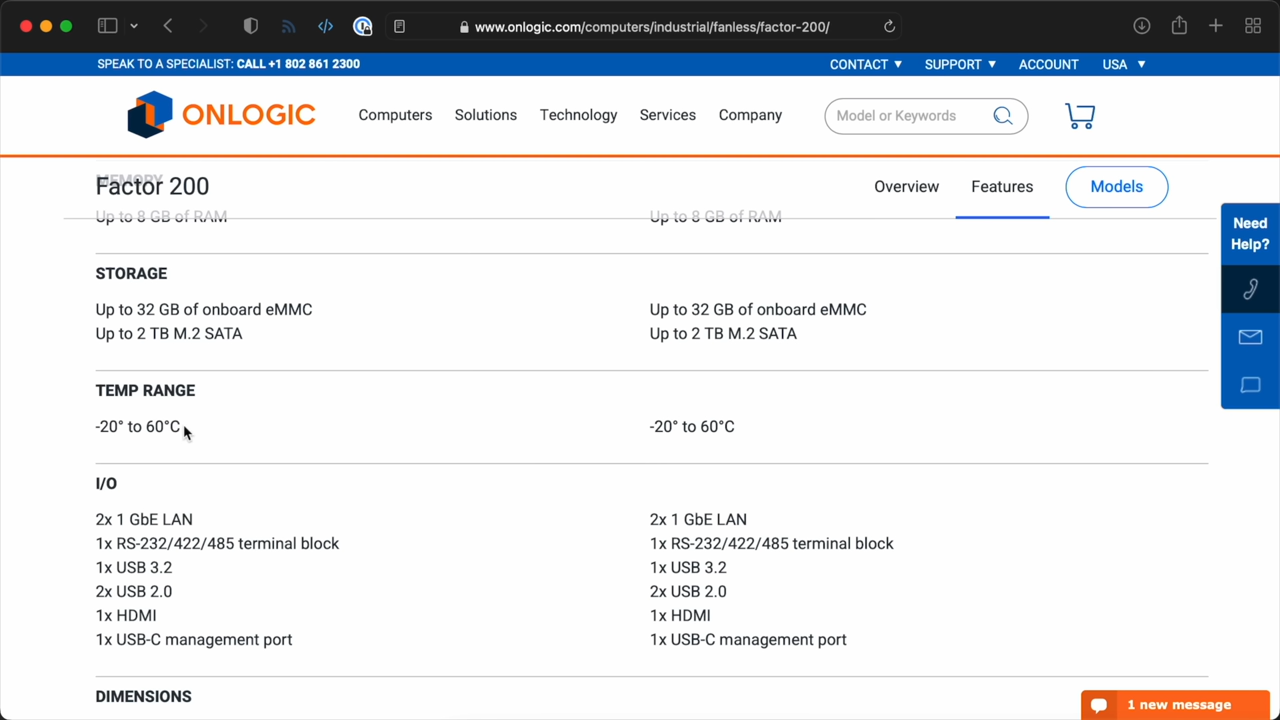 www.onlogic.com/computers/industrial/fanless/factor-200/
SPEAK TO A SPECIALIST: CALL +1 802 861 2300
CONTACT ▼ SUPPORT ▼ ACCOUNT USA ▼
ONLOGIC
Computers Solutions Technology Services Company
Model or Keywords
MEMORY
Factor 200
Overview Features Models
Up to 8 GB of RAM Up to 8 GB of RAM
Need
Help?
STORAGE
Up to 32 GB of onboard eMMC Up to 32 GB of onboard eMMC
Up to 2 TB M.2 SATA Up to 2 TB M.2 SATA
TEMP RANGE
-20° to 60°C -20° to 60°C
I/O
2x 1 GbE LAN 2x 1 GbE LAN
1x RS-232/422/485 terminal block 1x RS-232/422/485 terminal block
1x USB 3.2 1x USB 3.2
2x USB 2.0 2x USB 2.0
1x HDMI 1x HDMI
1x USB-C management port 1x USB-C management port
DIMENSIONS
1 new message